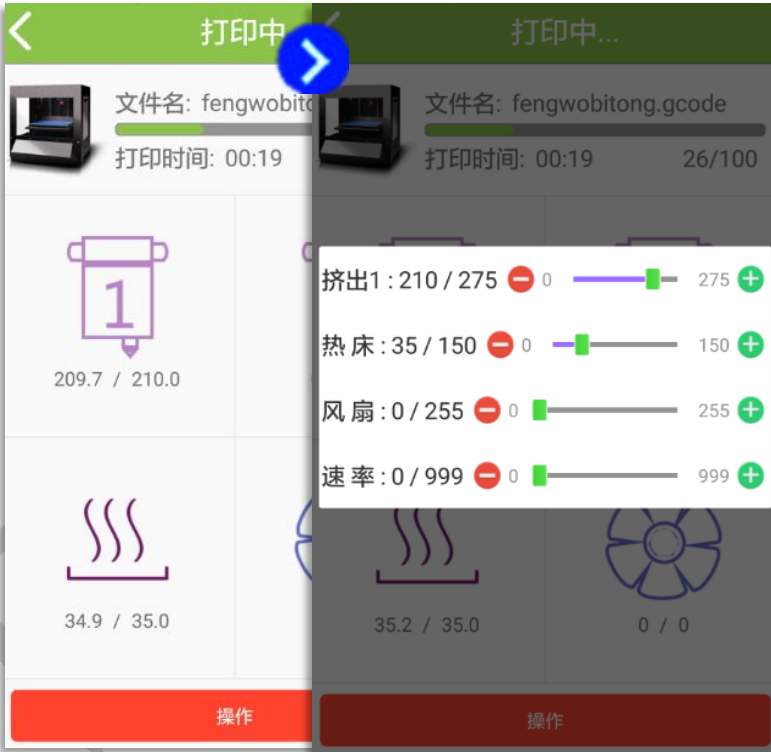 打印中
文件名: fengwobito
打印时间: 00:19
1
209.7 / 210.0
34.9 / 35.0
操作
打印中...
文件名: fengwobitong.gcode
打印时间: 00:19 26/100
挤出1 : 210 / 275 0 275
热 床 : 35 / 150 0 150
风 扇 : 0 / 255 0 255
速 率 : 0 / 999 0 999
35.2 / 35.0 0 / 0
操作